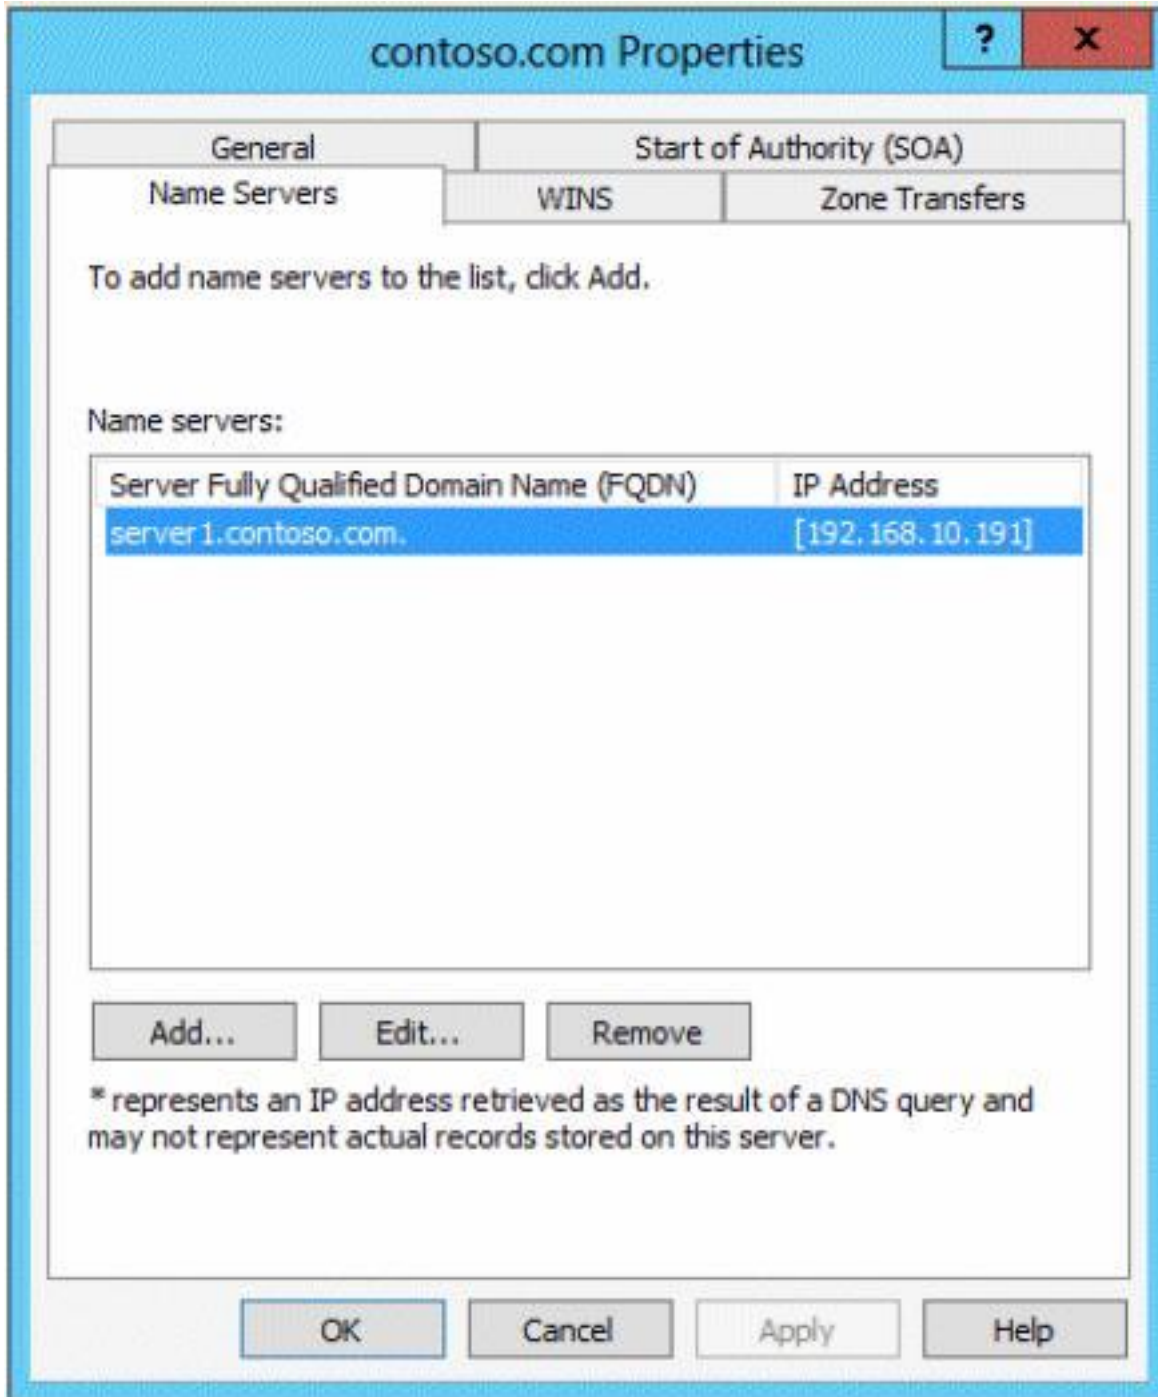 contoso.com Properties
?
x
General
Start of Authority (SOA)
Name Servers
WINS
Zone Transfers
To add name servers to the list, click Add.
Name servers:
Server Fully Qualified Domain Name (FQDN)
IP Address
server1.contoso.com.
[192.168.10.191]
Add...
Edit...
Remove
* represents an IP address retrieved as the result of a DNS query and
may not represent actual records stored on this server.
OK
Cancel
Apply
Help